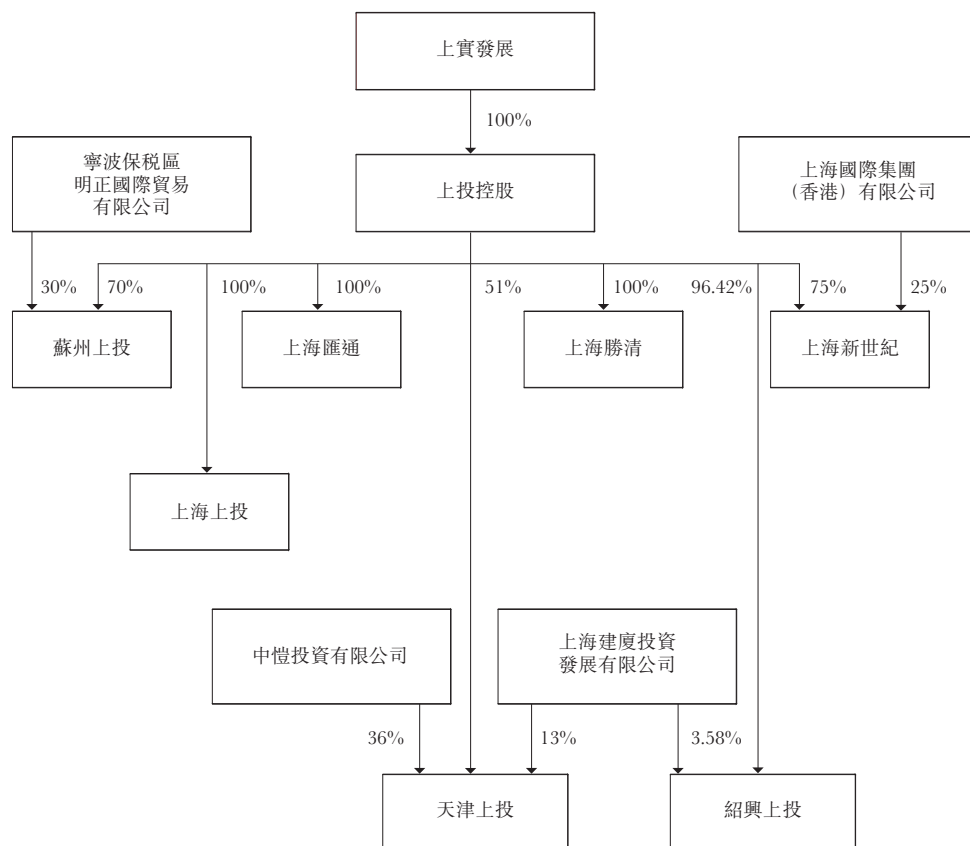 上實發展
100%
寧波保税區
明正國際貿易
有限公司
上投控股
上海國際集團
（香港）有限公司
30%
70%
100%
100%
51%
100%
96.42%
75%
25%
蘇州上投
上海匯通
上海勝清
上海新世紀
上海上投
中愷投資有限公司
上海建廈投資
發展有限公司
36%
13%
3.58%
天津上投
紹興上投